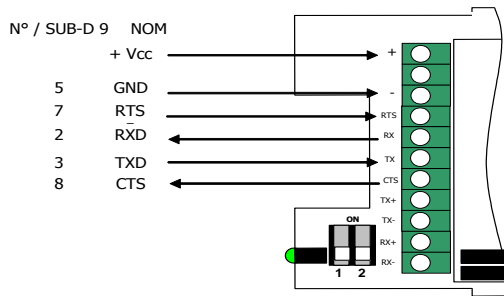 N° / SUB-D 9 NOM
+ Vcc +
5 GND -
7 RTS RTS
2 RXD RX
3 TXD TX
8 CTS CTS
TX+
TX-
RX+
RX-
ON
1 2